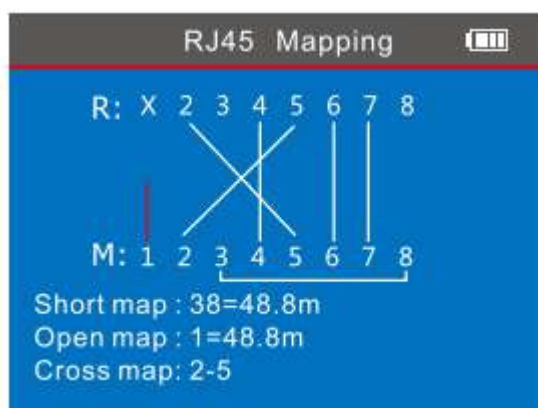 RJ45 Mapping
R: X 2 3 4 5 6 7 8
M: 1 2 3 4 5 6 7 8
Short map : 38=48.8m
Open map : 1=48.8m
Cross map: 2-5